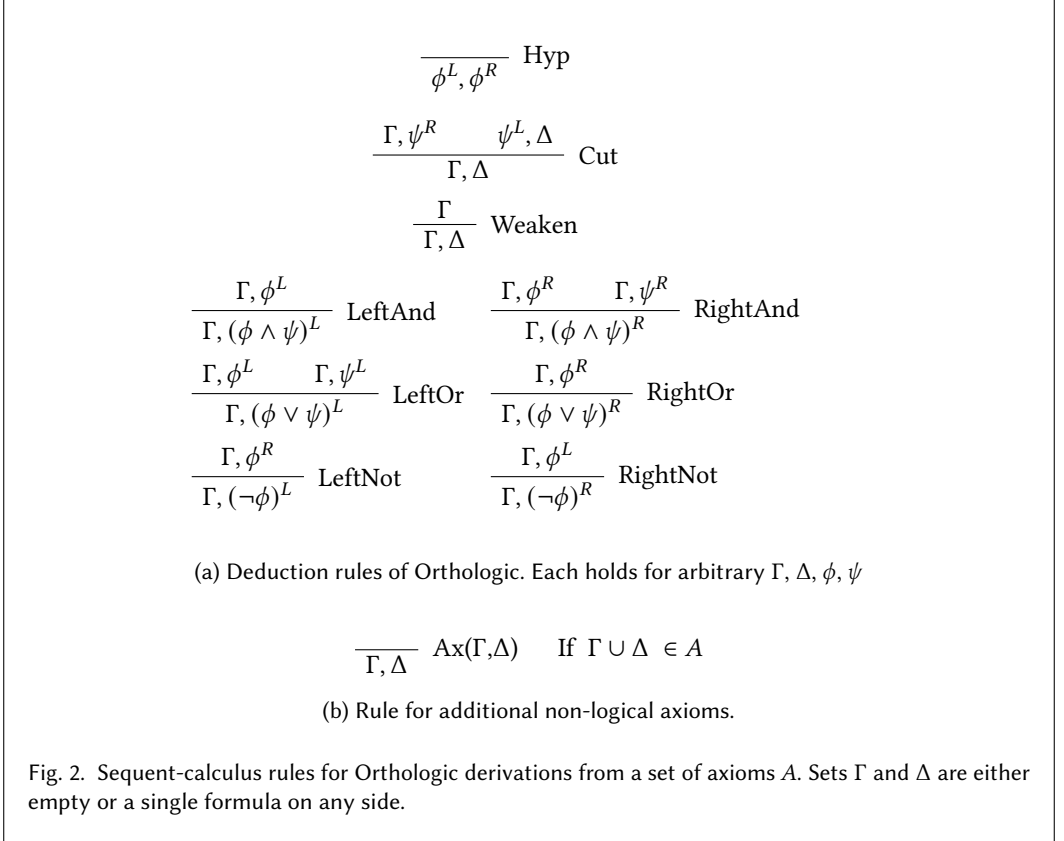 ϕ^L, ϕ^R Hyp
Γ, ψ^R ψ^L, Δ
Γ, Δ Cut
Γ
Γ, Δ Weaken
Γ, ϕ^L
Γ, (ϕ ∧ ψ)^L LeftAnd
Γ, ϕ^R Γ, ψ^R
Γ, (ϕ ∧ ψ)^R RightAnd
Γ, ϕ^L Γ, ψ^L
Γ, (ϕ ∨ ψ)^L LeftOr
Γ, ϕ^R
Γ, (ϕ ∨ ψ)^R RightOr
Γ, ϕ^R
Γ, (¬ϕ)^L LeftNot
Γ, ϕ^L
Γ, (¬ϕ)^R RightNot
(a) Deduction rules of Orthologic. Each holds for arbitrary Γ, Δ, ϕ, ψ
Γ, Δ Ax(Γ,Δ) If Γ ∪ Δ ∈ A
(b) Rule for additional non-logical axioms.
Fig. 2. Sequent-calculus rules for Orthologic derivations from a set of axioms A. Sets Γ and Δ are either
empty or a single formula on any side.